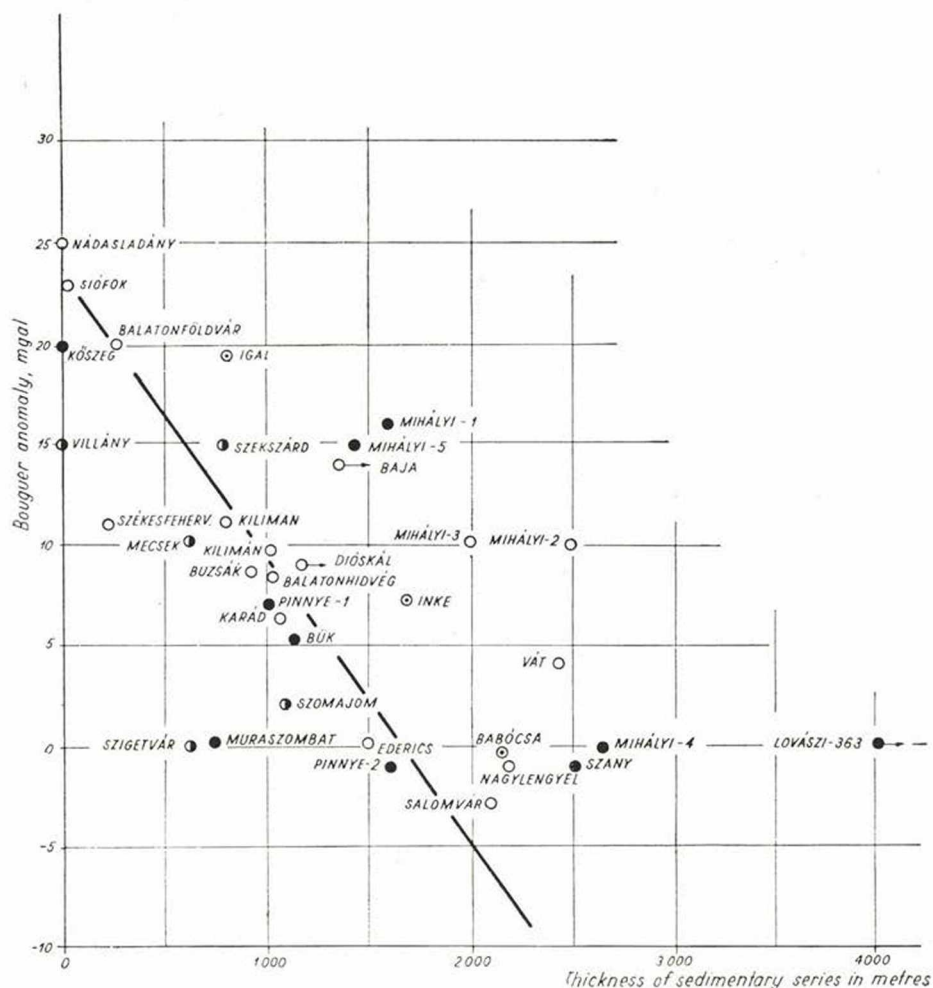 30
25 NÁDASLADÁNY
SIÓFOK
BALATONFÖLDVÁR
20 KŐSZEG IGAL
MIHÁLYI-1
15 VILLÁNY SZEKSZÁRD MIHÁLYI-5
BAJA
SZÉKESFEHERV. KILIMAN
MECSEK
10 KILIMÁN MIHÁLYI-3 MIHÁLYI-2
BUZSÁK DIÓSKÁL
BALATONHIDVÉG
PINNYE-1 INKE
KARÁD
BÜK
5
VÁT
SZOMAJOM
0 SZIGETVÁR MURASZOMBAT EDERICS BABÓCSA MIHÁLYI-4 LOVÁSZI-363
PINNYE-2 NAGYLENGYEL SZANY
SALOMVÁR
-5
-10
0 1000 2000 3000 4000
Bouguer anomaly, mgal
Thickness of sedimentary series in metres